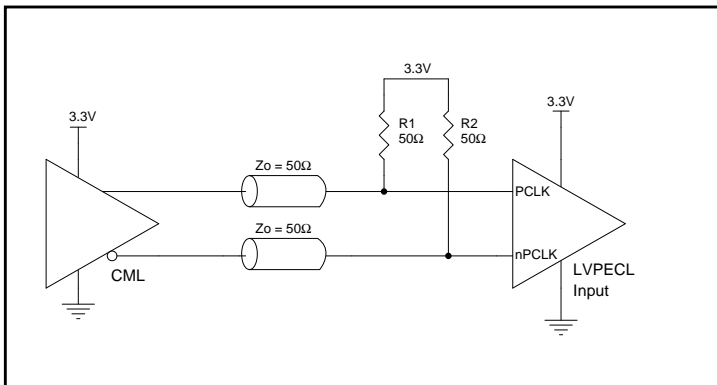 3.3V
3.3V
3.3V
R1
50Ω
R2
50Ω
Zo = 50Ω
PCLK
Zo = 50Ω
nPCLK
CML
LVPECL
Input